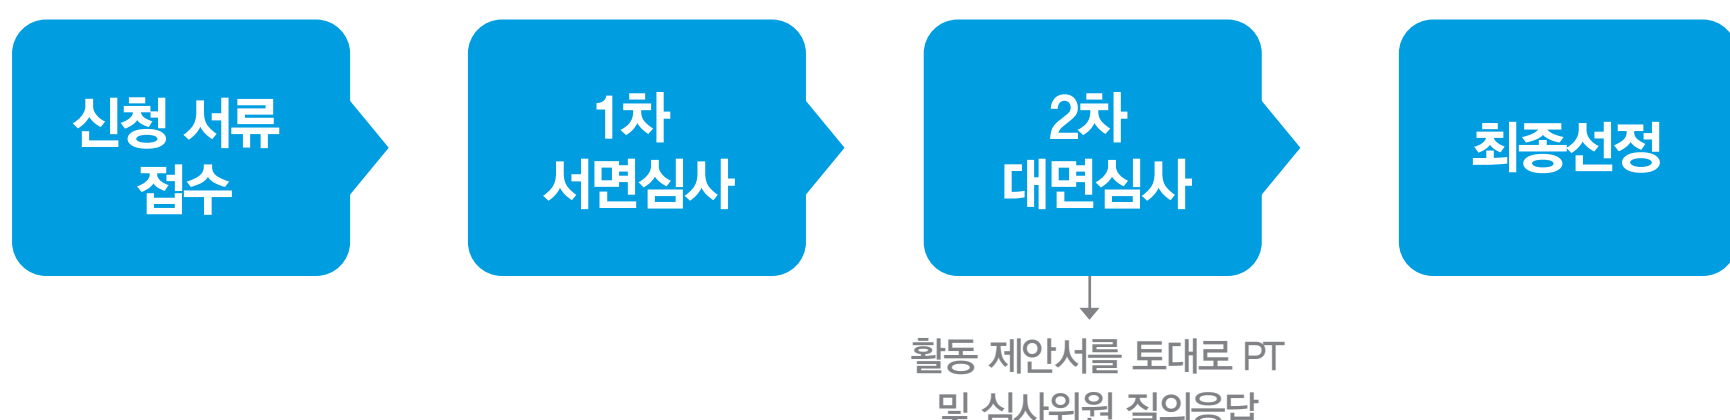 신청 서류
접수
1차
서면심사
2차
대면심사
최종선정
활동 제안서를 토대로 PT
및 심사위원 질의응답